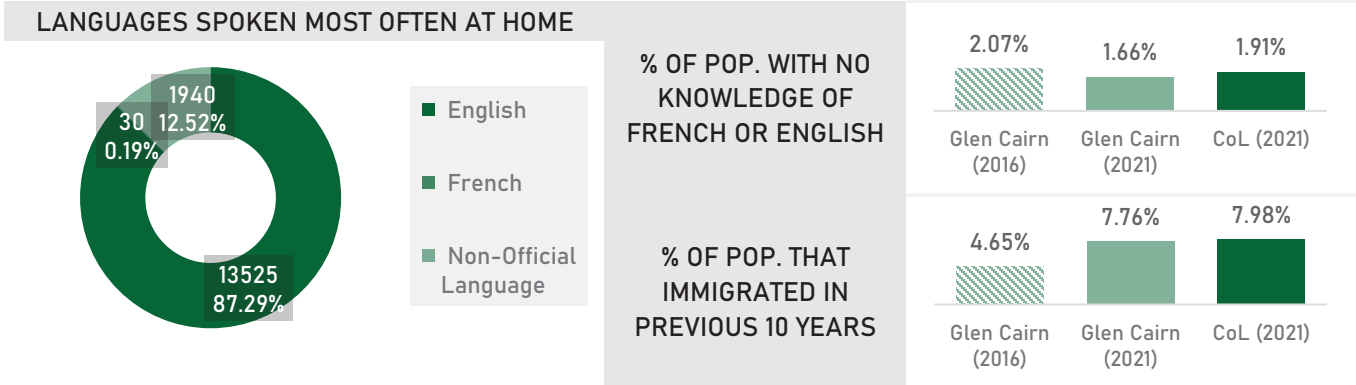 LANGUAGES SPOKEN MOST OFTEN AT HOME
1940
12.52%
30
0.19%
13525
87.29%
English
French
Non-Official
Language
% OF POP. WITH NO
KNOWLEDGE OF
FRENCH OR ENGLISH
2.07%
1.66%
1.91%
Glen Cairn
(2016)
Glen Cairn
(2021)
CoL (2021)
% OF POP. THAT
IMMIGRATED IN
PREVIOUS 10 YEARS
4.65%
7.76%
7.98%
Glen Cairn
(2016)
Glen Cairn
(2021)
CoL (2021)